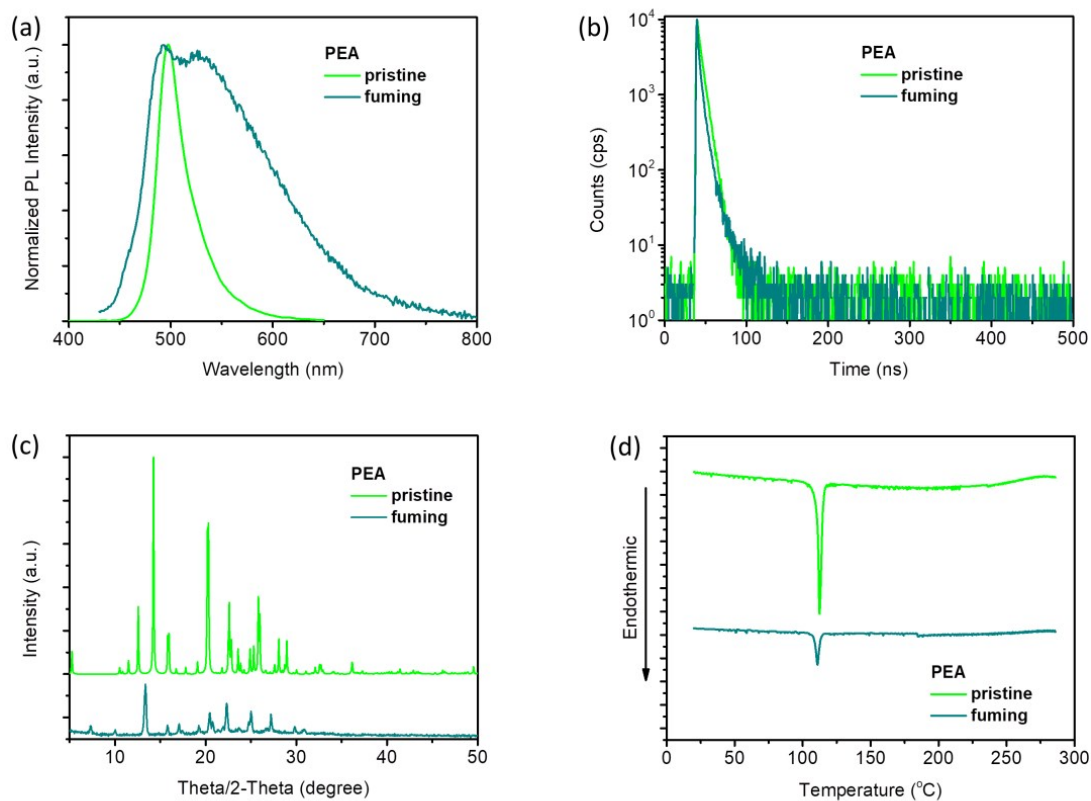 (a)
PEA
pristine
fuming
Normalized PL Intensity (a.u.)
400 500 600 700 800
Wavelength (nm)
(b)
PEA
pristine
fuming
Counts (cps)
10⁴
10³
10²
10¹
10⁰
0 100 200 300 400 500
Time (ns)
(c)
PEA
pristine
fuming
Intensity (a.u.)
10 20 30 40 50
Theta/2-Theta (degree)
(d)
Endothermic
PEA
pristine
fuming
0 50 100 150 200 250 300
Temperature (°C)